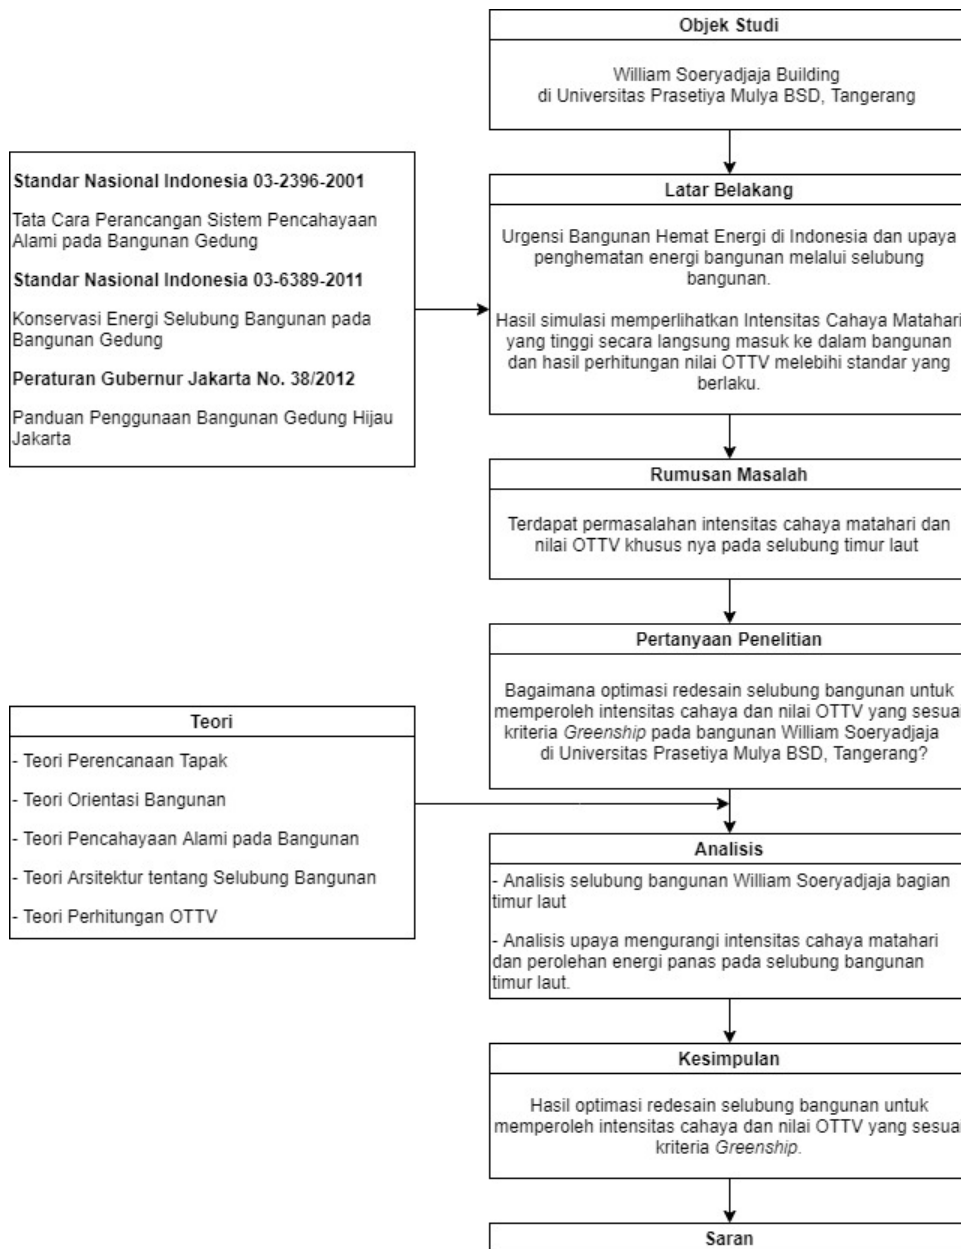 Objek Studi
William Soeryadjaja Building
di Universitas Prasetiya Mulya BSD, Tangerang
Standar Nasional Indonesia 03-2396-2001
Tata Cara Perancangan Sistem Pencahayaan
Alami pada Bangunan Gedung
Standar Nasional Indonesia 03-6389-2011
Konservasi Energi Selubung Bangunan pada
Bangunan Gedung
Peraturan Gubernur Jakarta No. 38/2012
Panduan Penggunaan Bangunan Gedung Hijau
Jakarta
Latar Belakang
Urgensi Bangunan Hemat Energi di Indonesia dan upaya
penghematan energi bangunan melalui selubung
bangunan.
Hasil simulasi memperlihatkan Intensitas Cahaya Matahari
yang tinggi secara langsung masuk ke dalam bangunan
dan hasil perhitungan nilai OTTV melebihi standar yang
berlaku.
Rumusan Masalah
Terdapat permasalahan intensitas cahaya matahari dan
nilai OTTV khusus nya pada selubung timur laut
Pertanyaan Penelitian
Bagaimana optimasi redesain selubung bangunan untuk
memperoleh intensitas cahaya dan nilai OTTV yang sesuai
kriteria Greenship pada bangunan William Soeryadjaja
di Universitas Prasetiya Mulya BSD, Tangerang?
Teori
- Teori Perencanaan Tapak
- Teori Orientasi Bangunan
- Teori Pencahayaan Alami pada Bangunan
- Teori Arsitektur tentang Selubung Bangunan
- Teori Perhitungan OTTV
Analisis
- Analisis selubung bangunan William Soeryadjaja bagian
timur laut
- Analisis upaya mengurangi intensitas cahaya matahari
dan perolehan energi panas pada selubung bangunan
timur laut.
Kesimpulan
Hasil optimasi redesain selubung bangunan untuk
memperoleh intensitas cahaya dan nilai OTTV yang sesuai
kriteria Greenship.
Saran